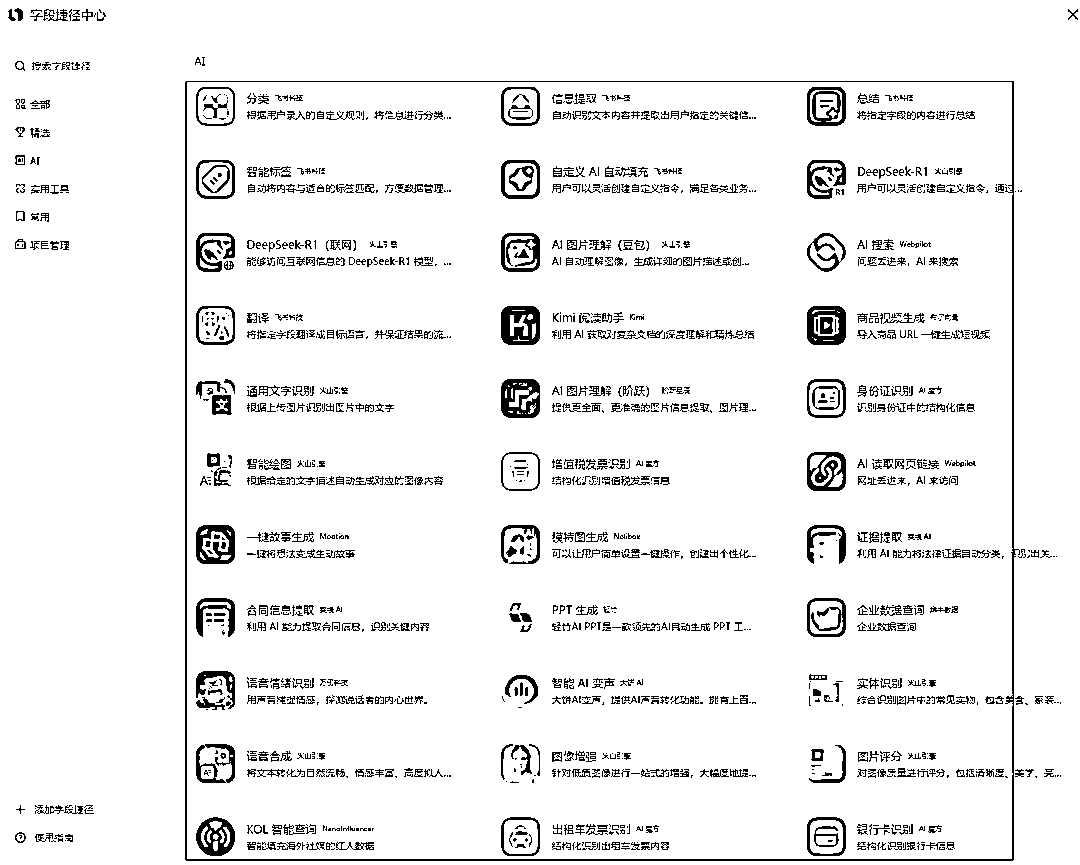 字段捷径中心
搜索字段捷径
全部
精选
AI
实用工具
常用
项目管理
添加字段捷径
使用指南
AI
分类 飞书科技
根据用户录入的自定义规则，将信息进行分类...
信息提取 飞书科技
自动识别文本内容并提取出用户指定的关键信...
总结 飞书科技
将指定字段的内容进行总结
智能标签 飞书科技
自动将内容与适合的标签匹配，方便数据管理...
自定义 AI 自动填充 飞书科技
用户可以灵活创建自定义指令，满足各类业务...
DeepSeek-R1 火山引擎
用户可以灵活创建自定义指令，通过...
DeepSeek-R1（联网） 火山引擎
能够访问互联网信息的 DeepSeek-R1 模型，...
AI 图片理解（豆包） 火山引擎
AI 自动理解图像，生成详细的图片描述或创...
AI 搜索 Webpilot
问题丢进来，AI 来搜索
翻译 飞书科技
将指定字段翻译成目标语言，并保证结果的流...
Kimi 阅读助手 Kimi
利用 AI 获取对复杂文档的深度理解和精炼总结
商品视频生成
导入商品 URL 一键生成短视频
通用文字识别 火山引擎
根据上传图片识别出图片中的文字
AI 图片理解（阶跃） 阶跃星辰
提供更全面、更准确的图片信息提取、图片理...
身份证识别 AI 官方
识别身份证中的结构化信息
智能绘图 火山引擎
根据给定的文字描述自动生成对应的图像内容
增值税发票识别 AI 官方
结构化识别增值税发票信息
AI 读取网页链接 Webpilot
网址丢进来，AI 来访问
一键故事生成 Mootion
一键将想法变成生动故事
模特图生成 Nolibox
可以让用户简单设置一键操作，创建出个性化...
证据提取
利用 AI 能力将法律证据自动分类，识别出关...
合同信息提取
利用 AI 能力提取合同信息，识别关键内容
PPT 生成 轻竹
轻竹AI PPT是一款领先的AI自动生成 PPT 工...
企业数据查询
企业数据查询
语音情绪识别
用声音捕捉情感，探测说话者的内心世界。
智能 AI 变声 大饼 AI
大饼AI变声，提供AI声音转化功能。拥有上百...
实体识别 火山引擎
综合识别图片中的常见实物，包含美食、家装...
语音合成 火山引擎
将文本转化为自然流畅、情感丰富、高度拟人...
图像增强 火山引擎
针对低质图像进行一站式的增强，大幅度地提...
图片评分 火山引擎
对图像质量进行评分，包括清晰度、美学、亮...
KOL 智能查询 NanoInfluencer
智能填充海外社媒的红人数据
出租车发票识别 AI 官方
结构化识别出租车发票内容
银行卡识别 AI 官方
结构化识别银行卡信息